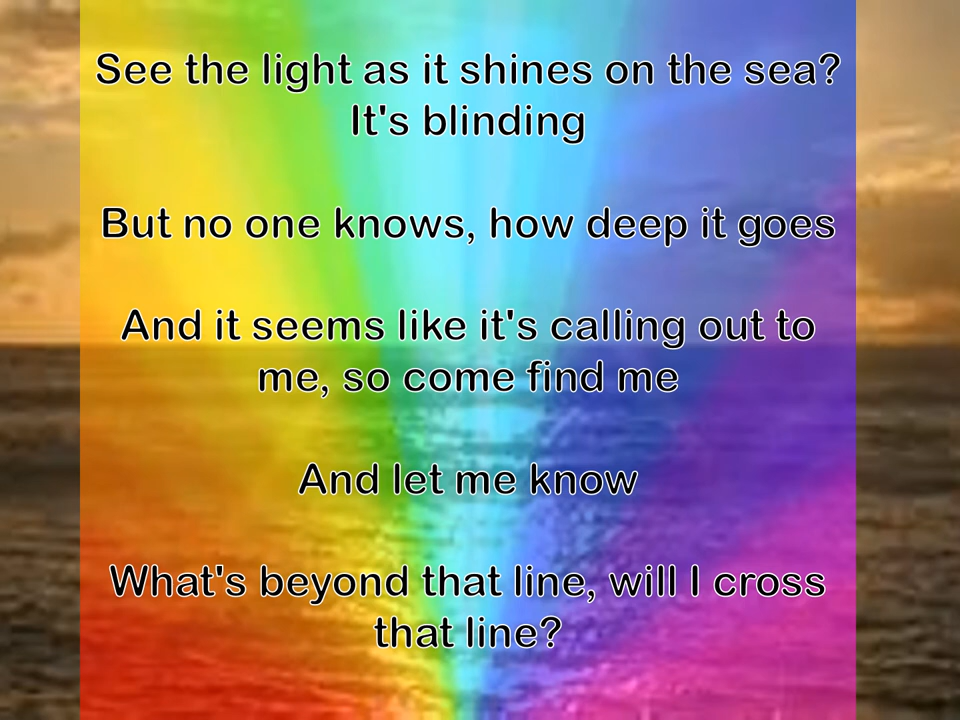 See the light as it shines on the sea?
It's blinding
But no one knows, how deep it goes
And it seems like it's calling out to
me, so come find me
And let me know
What's beyond that line, will I cross
that line?